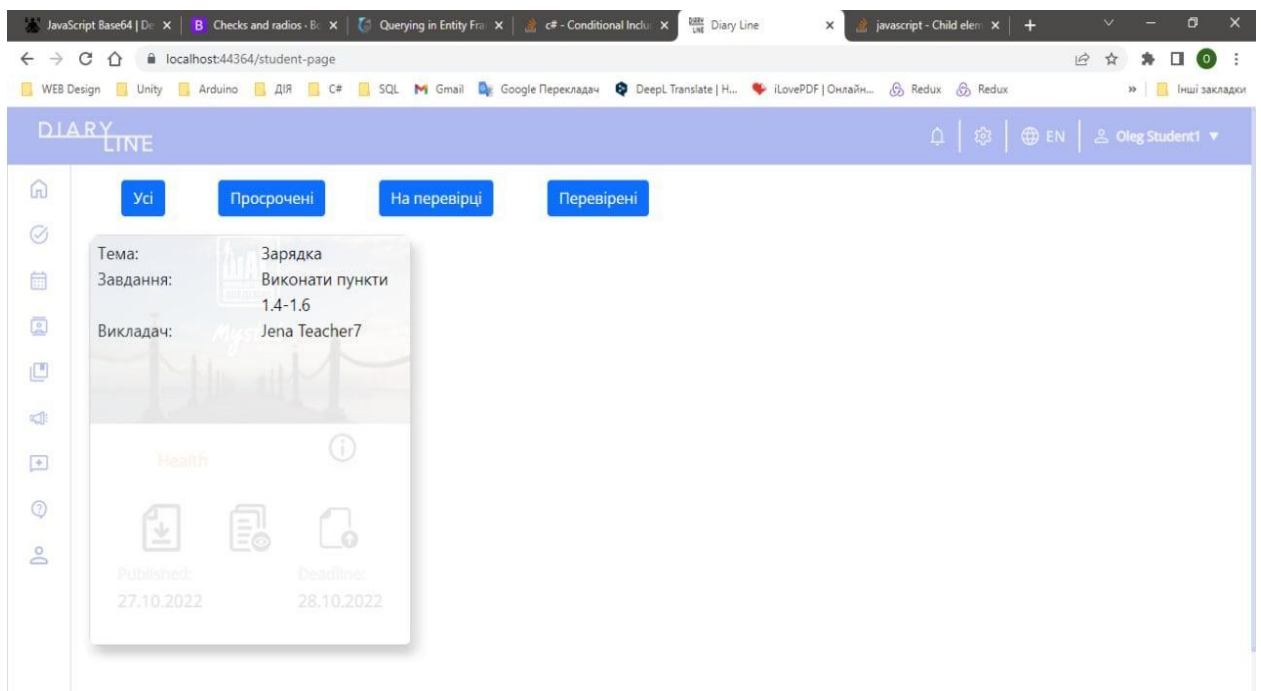 JavaScript Base64 | De
Checks and radios · Bo
Querying in Entity Fra
c# - Conditional Inclu
Diary Line
javascript - Child elem
localhost:44364/student-page
O
WEB Design
Unity
Arduino
ДІЯ
C#
SQL
Gmail
Google Перекладач
DeepL Translate | H...
iLovePDF | Онлайн...
Redux
Redux
»
Інші закладки
DIARY
LINE
EN
Oleg Student1
Усі
Просрочені
На перевірці
Перевірені
Тема: Зарядка
Завдання: Виконати пункти
1.4-1.6
Викладач: Jena Teacher7
Health
Published: Deadline:
27.10.2022 28.10.2022